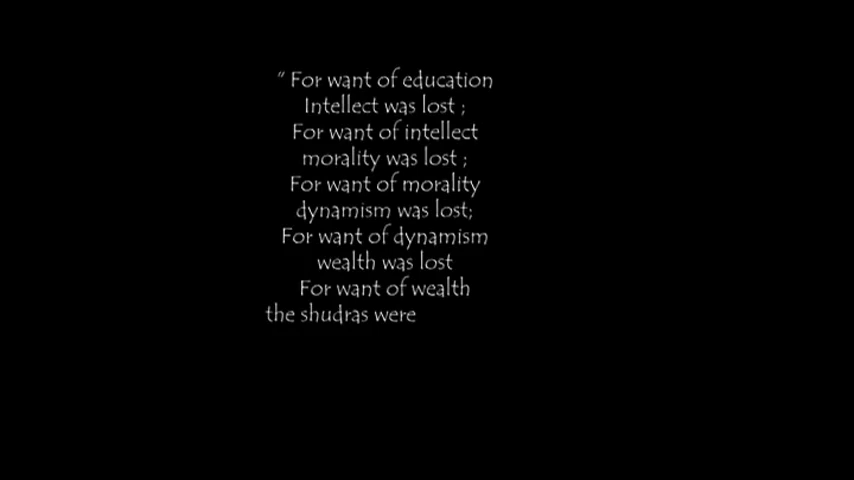 " For want of education
Intellect was lost ;
For want of intellect
morality was lost ;
For want of morality
dynamism was lost;
For want of dynamism
wealth was lost
For want of wealth
the shudras were